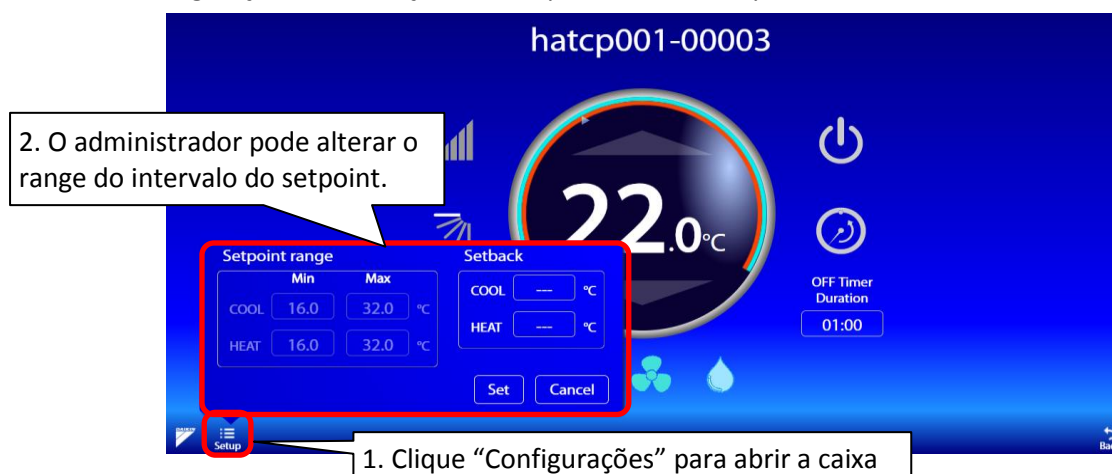 hatcp001-00003
2. O administrador pode alterar o
range do intervalo do setpoint.
22.0°C
Setpoint range
Min Max
COOL 16.0 32.0 °C
HEAT 16.0 32.0 °C
Setback
COOL --- °C
HEAT --- °C
Set Cancel
OFF Timer
Duration
01:00
DAIKIN
Setup
1. Clique “Configurações” para abrir a caixa